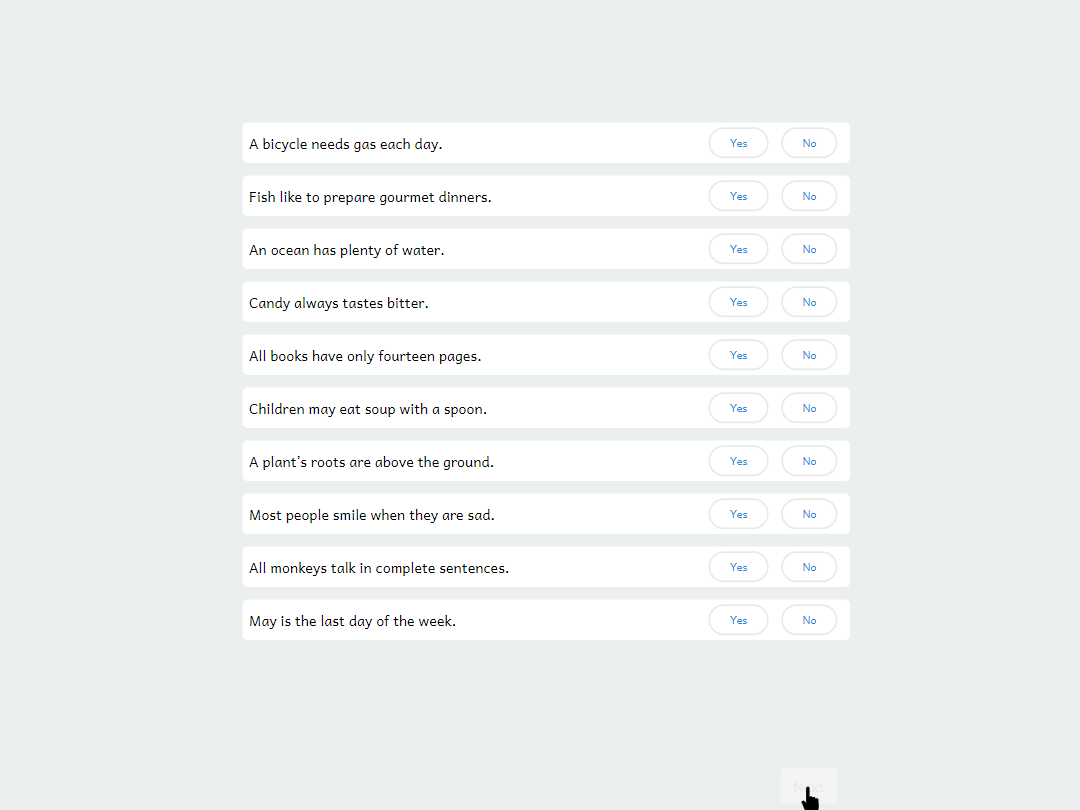 A bicycle needs gas each day. Yes No
Fish like to prepare gourmet dinners. Yes No
An ocean has plenty of water. Yes No
Candy always tastes bitter. Yes No
All books have only fourteen pages. Yes No
Children may eat soup with a spoon. Yes No
A plant's roots are above the ground. Yes No
Most people smile when they are sad. Yes No
All monkeys talk in complete sentences. Yes No
May is the last day of the week. Yes No
Next